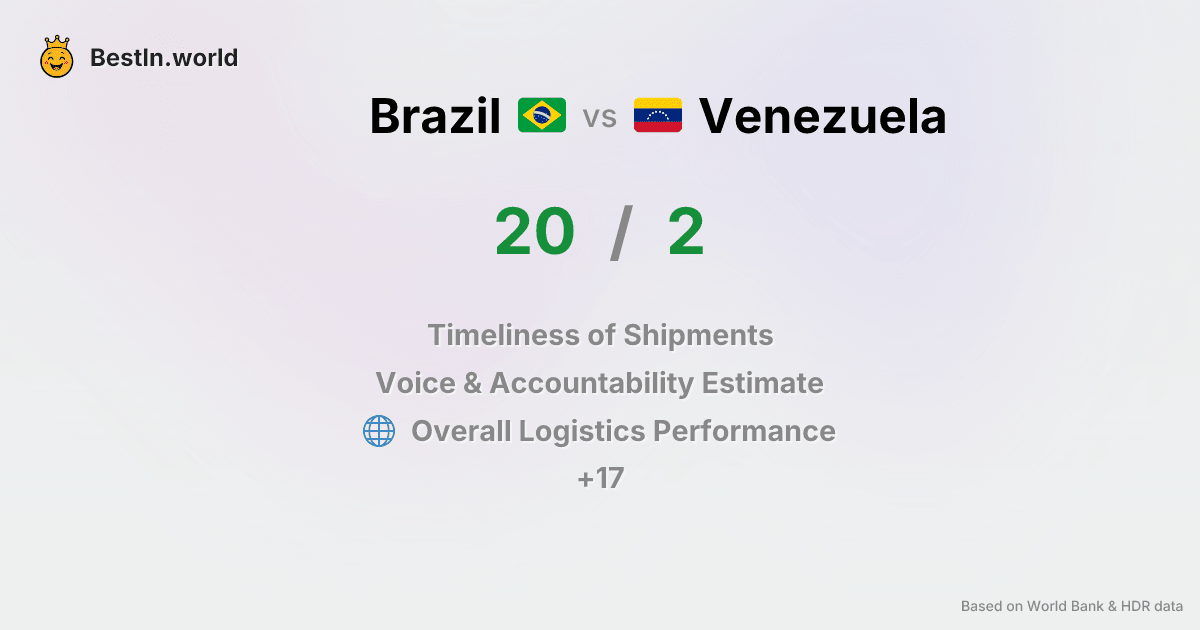 BestIn.world
Brazil vs Venezuela
20 / 2
Timeliness of Shipments
Voice & Accountability Estimate
Overall Logistics Performance
+17
Based on World Bank & HDR data